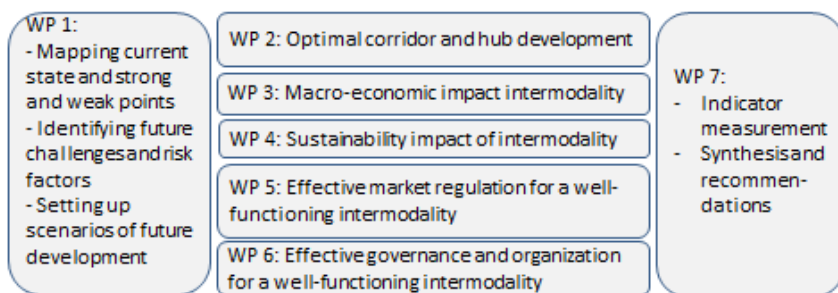 WP 1:
- Mapping current
state and strong
and weak points
- Identifying future
challenges and risk
factors
- Setting up
scenarios of future
development
WP 2: Optimal corridor and hub development
WP 3: Macro-economic impact intermodality
WP 4: Sustainability impact of intermodality
WP 5: Effective market regulation for a well-
functioning intermodality
WP 6: Effective governance and organization
for a well-functioning intermodality
WP 7:
- Indicator
measurement
- Synthesis and
recommen-
dations